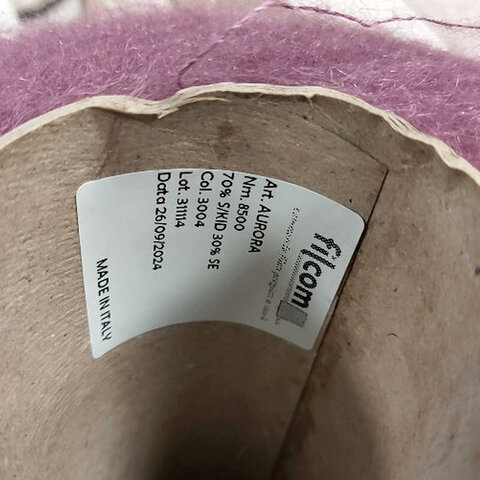 filcom
Art. AURORA
Nm. 8500
70% S/KID 30% SE
Col. 3004
Lot. 311114
Data 26/09/2024
MADE IN ITALY